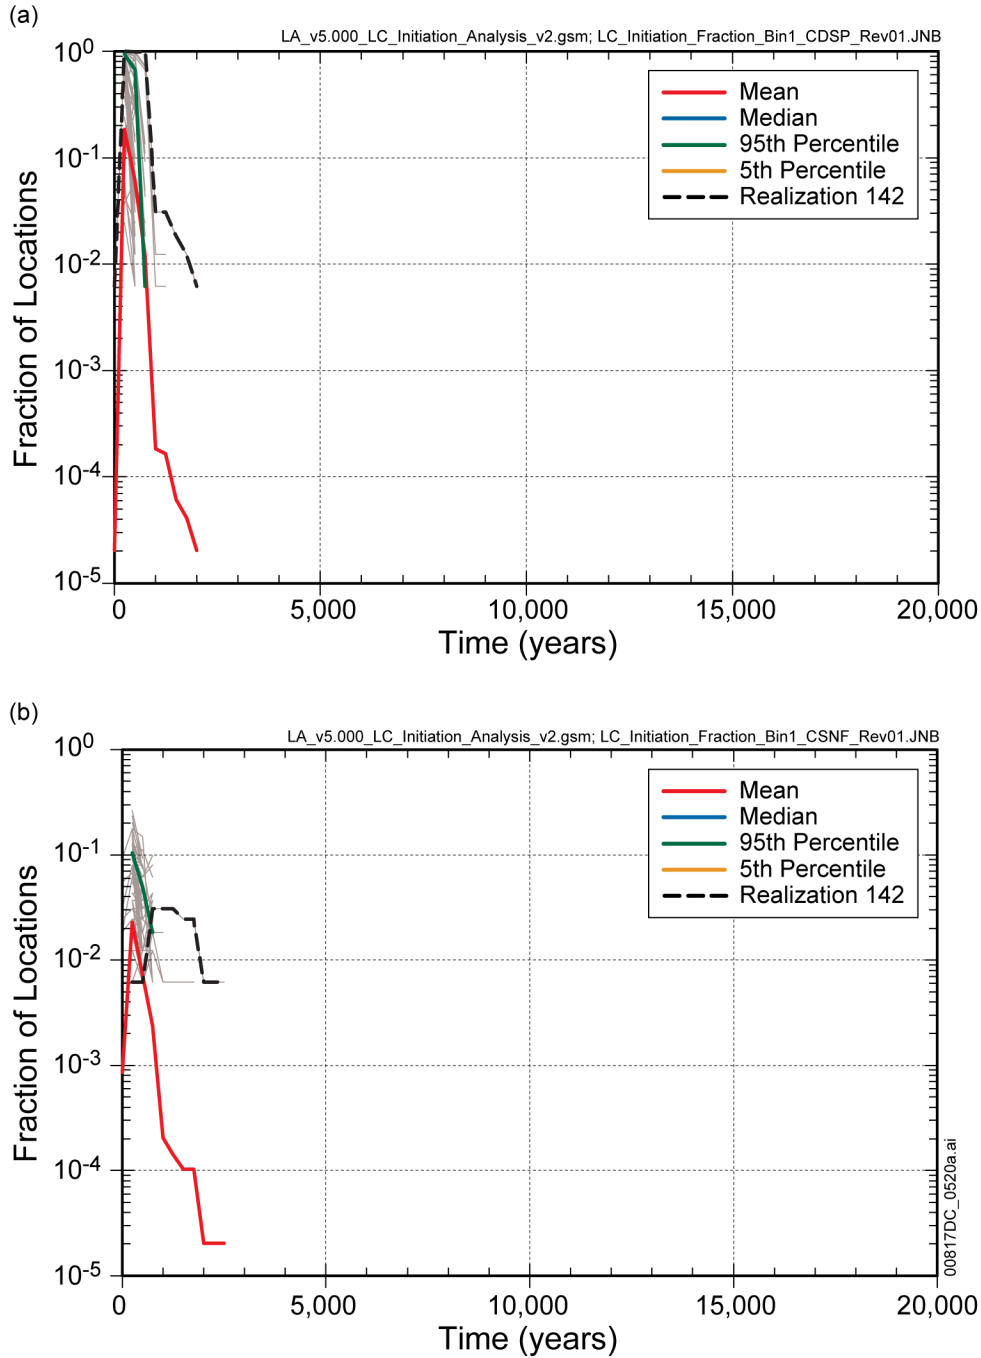 (a)
LA_v5.000_LC_Initiation_Analysis_v2.gsm; LC_Initiation_Fraction_Bin1_CDSP_Rev01.JNB
Fraction of Locations
10^0
10^-1
10^-2
10^-3
10^-4
10^-5
Mean
Median
95th Percentile
5th Percentile
Realization 142
0 5,000 10,000 15,000 20,000
Time (years)
(b)
LA_v5.000_LC_Initiation_Analysis_v2.gsm; LC_Initiation_Fraction_Bin1_CSNF_Rev01.JNB
Fraction of Locations
10^0
10^-1
10^-2
10^-3
10^-4
10^-5
Mean
Median
95th Percentile
5th Percentile
Realization 142
0 5,000 10,000 15,000 20,000
Time (years)
00817DC_0520a.ai